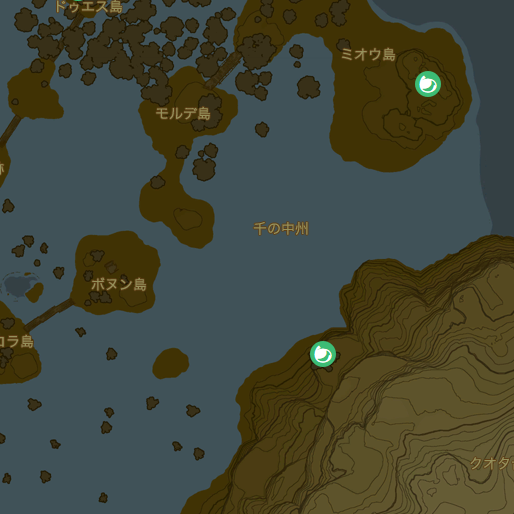 ドゥエス島
ミオウ島
モルデ島
千の中州
ボヌン島
コラ島
クオタ